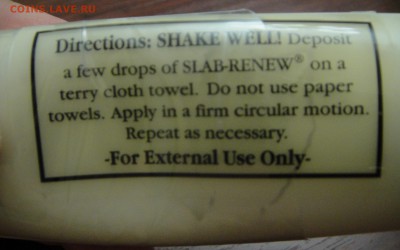 COINS.LAVE.RU
Directions: SHAKE WELL! Deposit
a few drops of SLAB-RENEW® on a
terry cloth towel. Do not use paper
towels. Apply in a firm circular motion.
Repeat as necessary.
-For External Use Only-